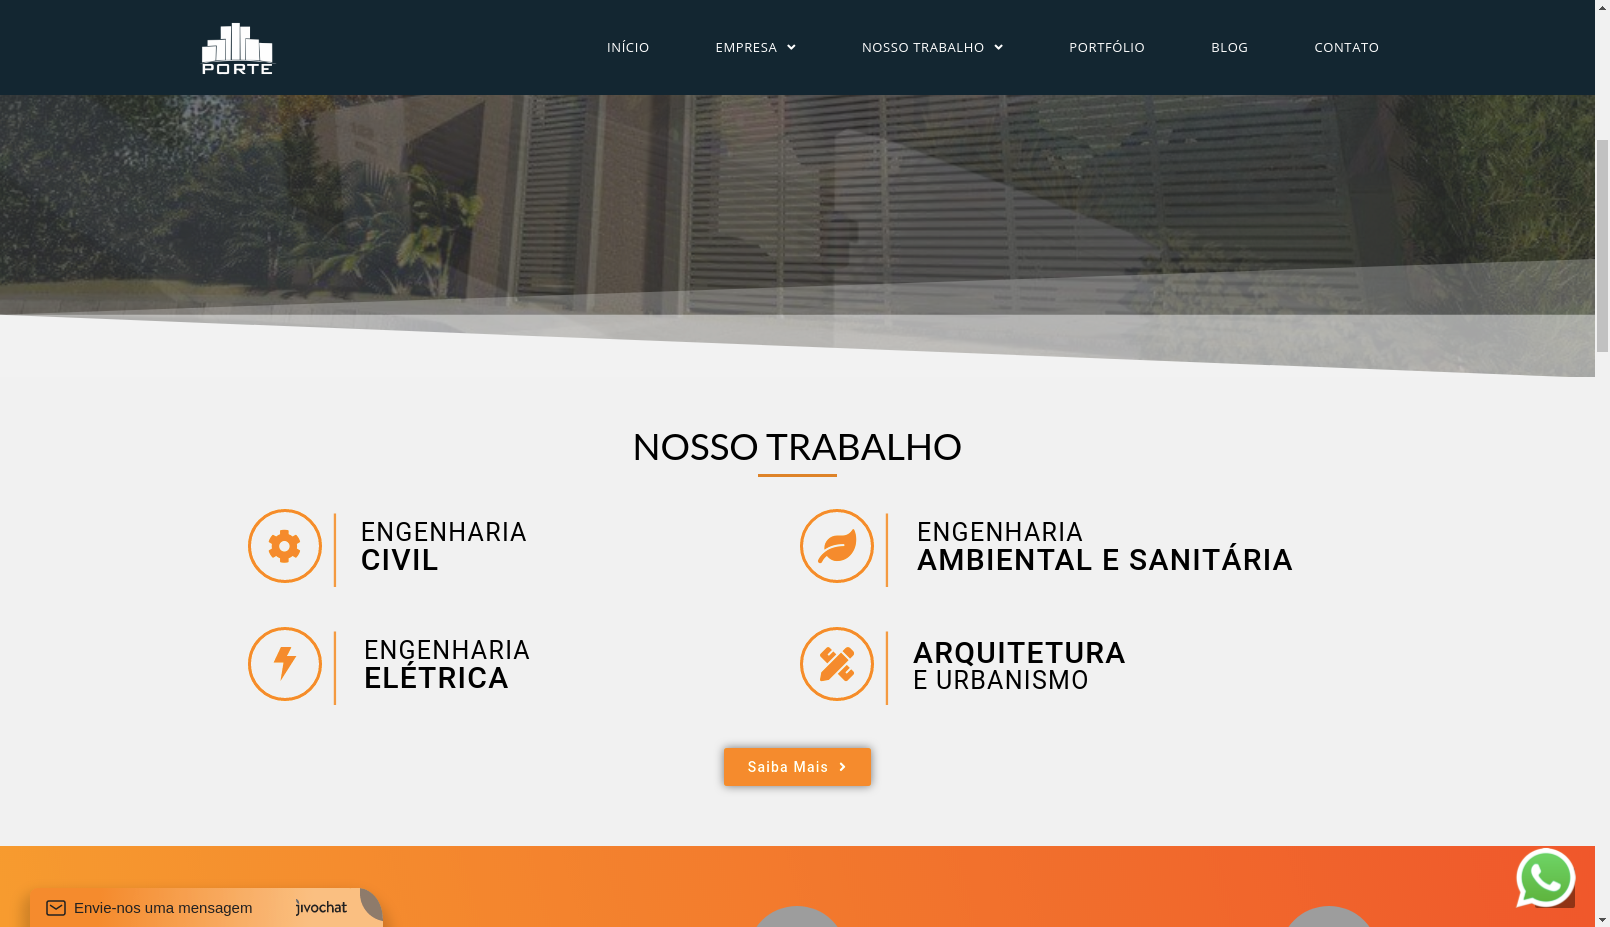 PORTE
INÍCIO
EMPRESA
NOSSO TRABALHO
PORTFÓLIO
BLOG
CONTATO
NOSSO TRABALHO
ENGENHARIA
CIVIL
ENGENHARIA
AMBIENTAL E SANITÁRIA
ENGENHARIA
ELÉTRICA
ARQUITETURA
E URBANISMO
Saiba Mais
Envie-nos uma mensagem
jivochat